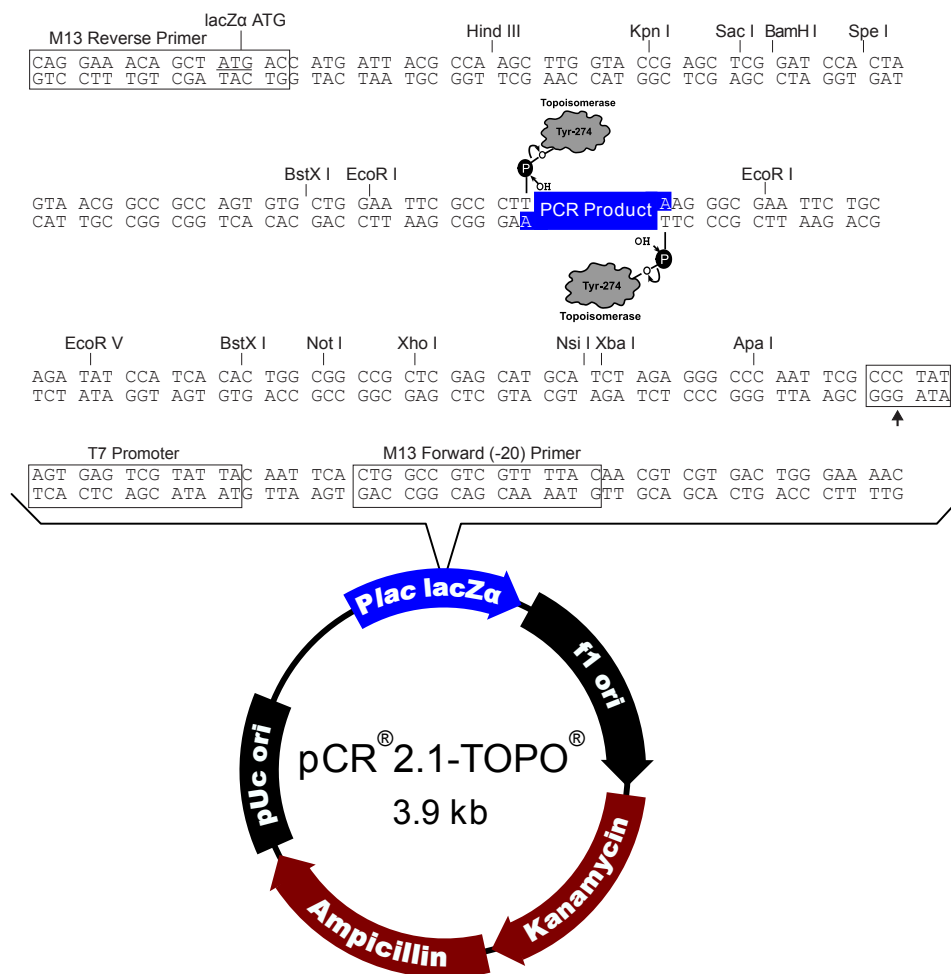 lacZα ATG
M13 Reverse Primer
Hind III Kpn I Sac I BamH I Spe I
CAG GAA ACA GCT ATG ACC ATG ATT ACG CCA AGC TTG GTA CCG AGC TCG GAT CCA CTA
GTC CTT TGT CGA TAC TGG TAC TAA TGC GGT TCG AAC CAT GGC TCG AGC CTA GGT GAT
Topoisomerase
Tyr-274
P
O
OH
BstX I EcoR I EcoR I
GTA ACG GCC GCC AGT GTG CTG GAA TTC GCC CTT PCR Product AAG GGC GAA TTC TGC
CAT TGC CGG CGG TCA CAC GAC CTT AAG CGG GAA TTC CCG CTT AAG ACG
OH
P
O
Tyr-274
Topoisomerase
EcoR V BstX I Not I Xho I Nsi I Xba I Apa I
AGA TAT CCA TCA CAC TGG CGG CCG CTC GAG CAT GCA TCT AGA GGG CCC AAT TCG CCC TAT
TCT ATA GGT AGT GTG ACC GCC GGC GAG CTC GTA CGT AGA TCT CCC GGG TTA AGC GGG ATA
T7 Promoter M13 Forward (-20) Primer
AGT GAG TCG TAT TAC AAT TCA CTG GCC GTC GTT TTA CAA CGT CGT GAC TGG GAA AAC
TCA CTC AGC ATA ATG TTA AGT GAC CGG CAG CAA AAT GTT GCA GCA CTG ACC CTT TTG
Plac lacZα
f1 ori
Kanamycin
Ampicillin
pUc ori
pCR®2.1-TOPO®
3.9 kb